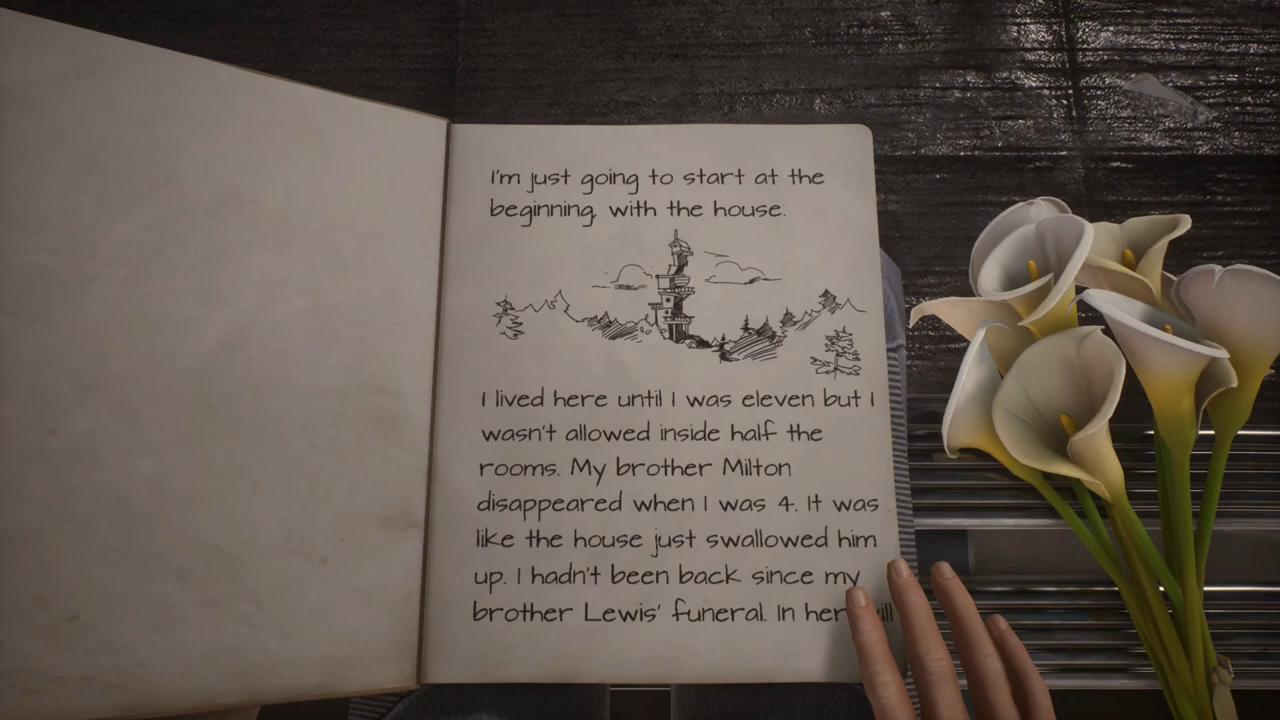 I'm just going to start at the
beginning, with the house.
I lived here until I was eleven but I
wasn't allowed inside half the
rooms. My brother Milton
disappeared when I was 4. It was
like the house just swallowed him
up. I hadn't been back since my
brother Lewis' funeral. In her